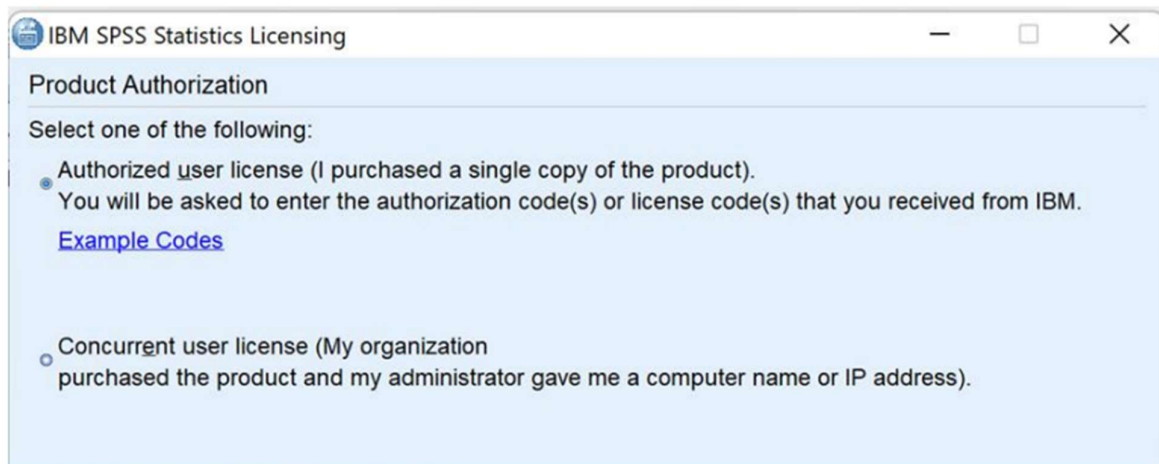 IBM SPSS Statistics Licensing
Product Authorization
Select one of the following:
Authorized user license (I purchased a single copy of the product).
You will be asked to enter the authorization code(s) or license code(s) that you received from IBM.
Example Codes
Concurrent user license (My organization
purchased the product and my administrator gave me a computer name or IP address).